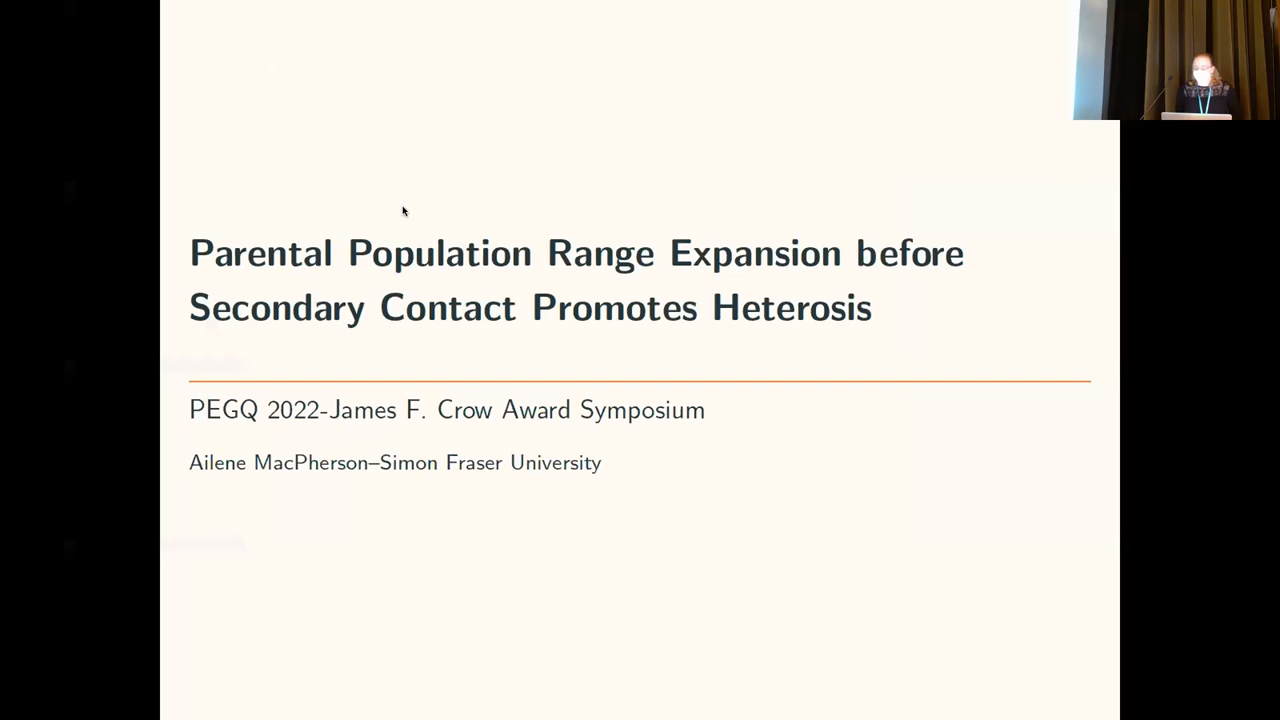 Parental Population Range Expansion before
Secondary Contact Promotes Heterosis
PEGQ 2022-James F. Crow Award Symposium
Ailene MacPherson–Simon Fraser University